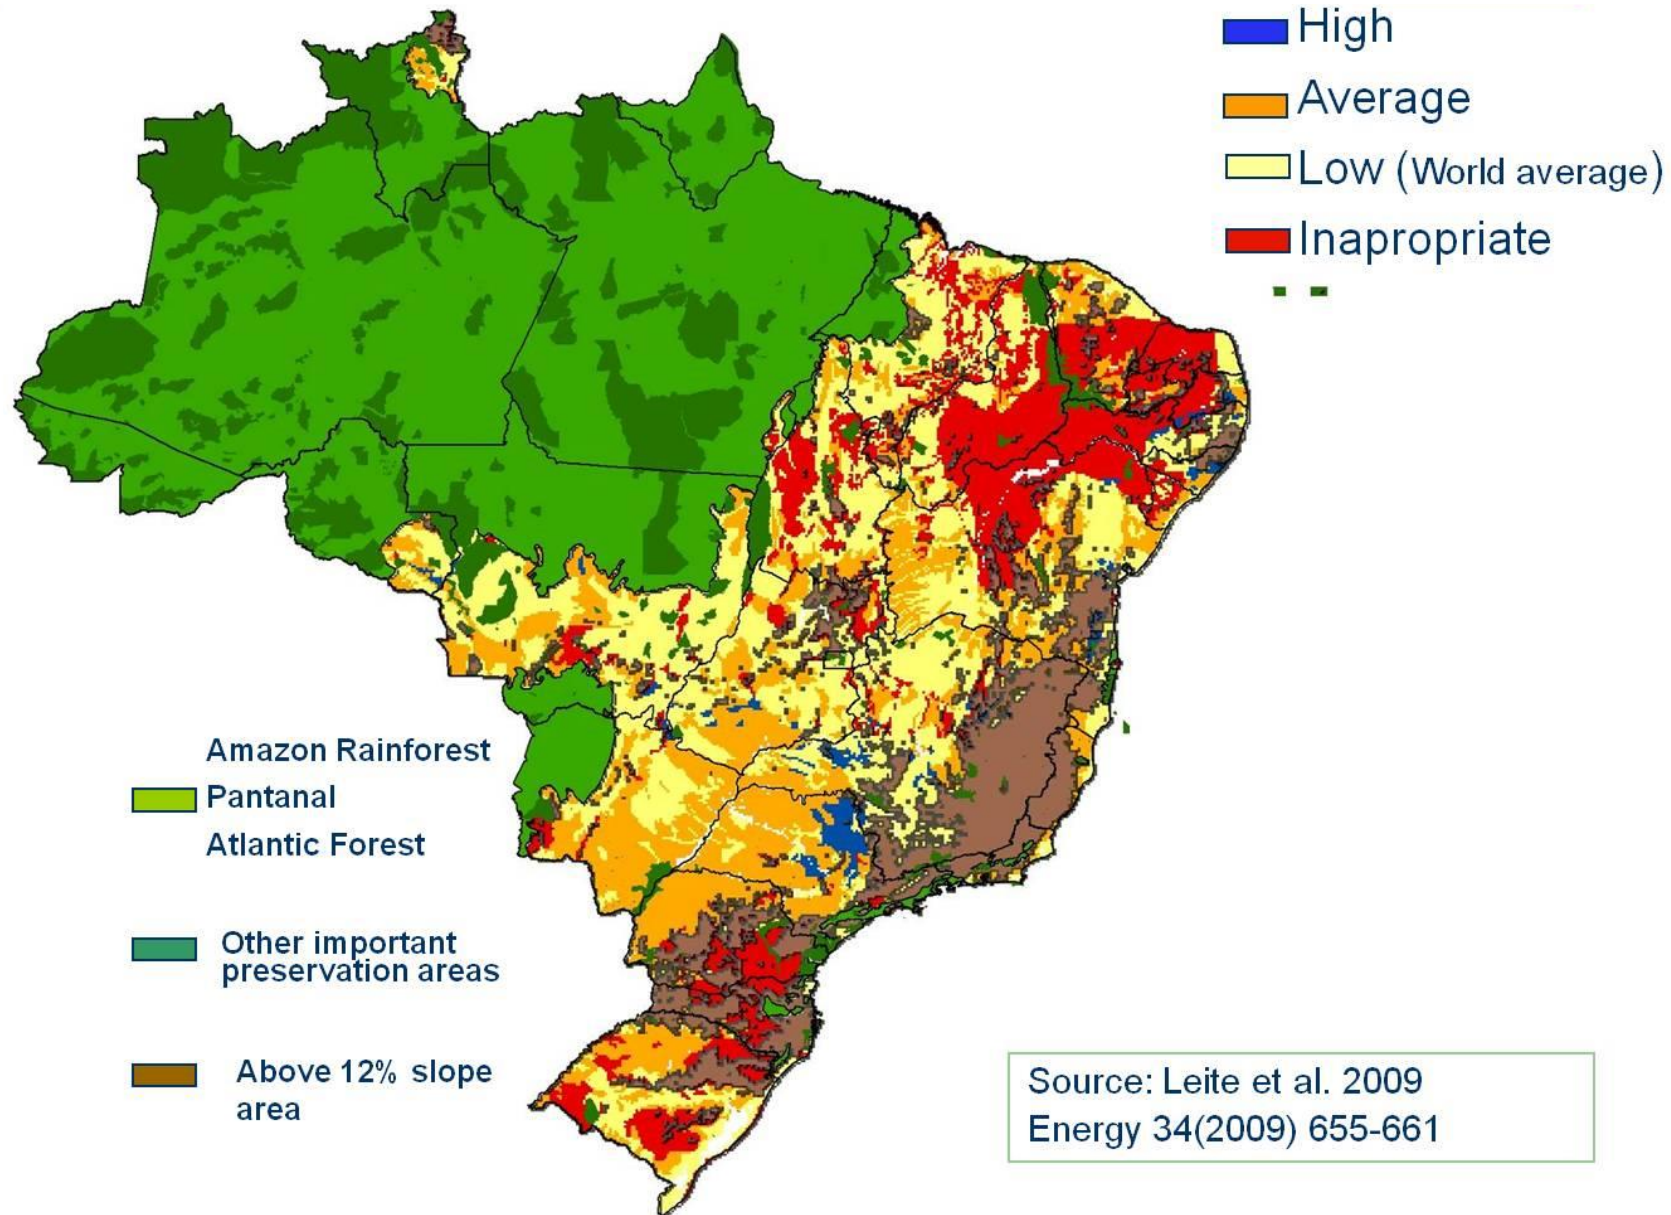 High
Average
Low (World average)
Inapropriate
Amazon Rainforest
Pantanal
Atlantic Forest
Other important
preservation areas
Above 12% slope
area
Source: Leite et al. 2009
Energy 34(2009) 655-661